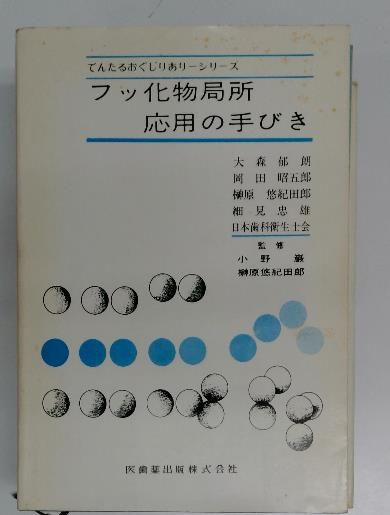 でんたるおぐじりありーシリーズ
フッ化物局所
応用の手びき
大森郁朗
岡田昭五郎
榊原悠紀田郎
細見忠雄
日本歯科衛生士会
監修
小野巖
榊原悠紀田郎
医歯薬出版株式会社